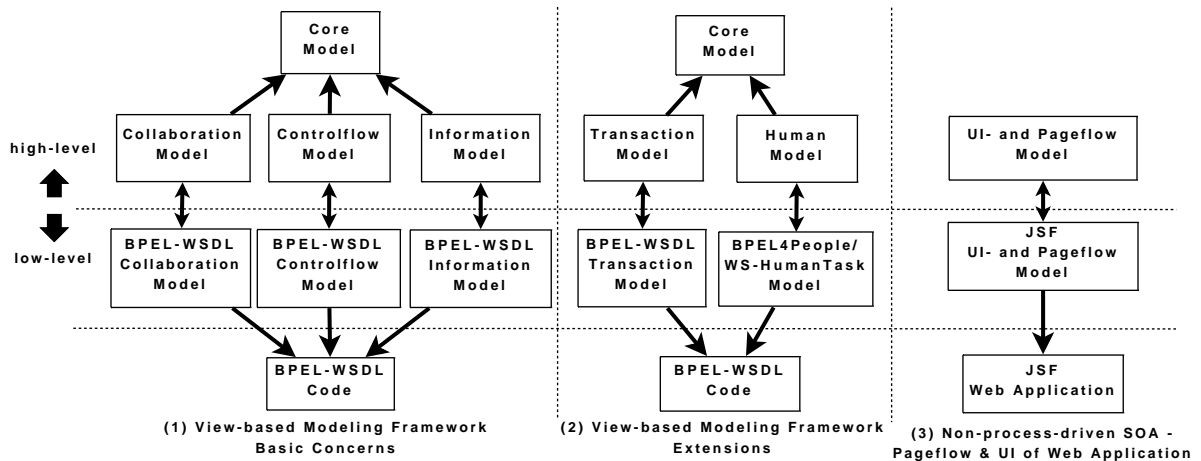 Core
Model
Core
Model
high-level
low-level
Collaboration
Model
Controlflow
Model
Information
Model
Transaction
Model
Human
Model
UI- and Pageflow
Model
BPEL-WSDL
Collaboration
Model
BPEL-WSDL
Controlflow
Model
BPEL-WSDL
Information
Model
BPEL-WSDL
Transaction
Model
BPEL4People/
WS-HumanTask
Model
JSF
UI- and Pageflow
Model
BPEL-WSDL
Code
BPEL-WSDL
Code
JSF
Web Application
(1) View-based Modeling Framework
Basic Concerns
(2) View-based Modeling Framework
Extensions
(3) Non-process-driven SOA -
Pageflow & UI of Web Application